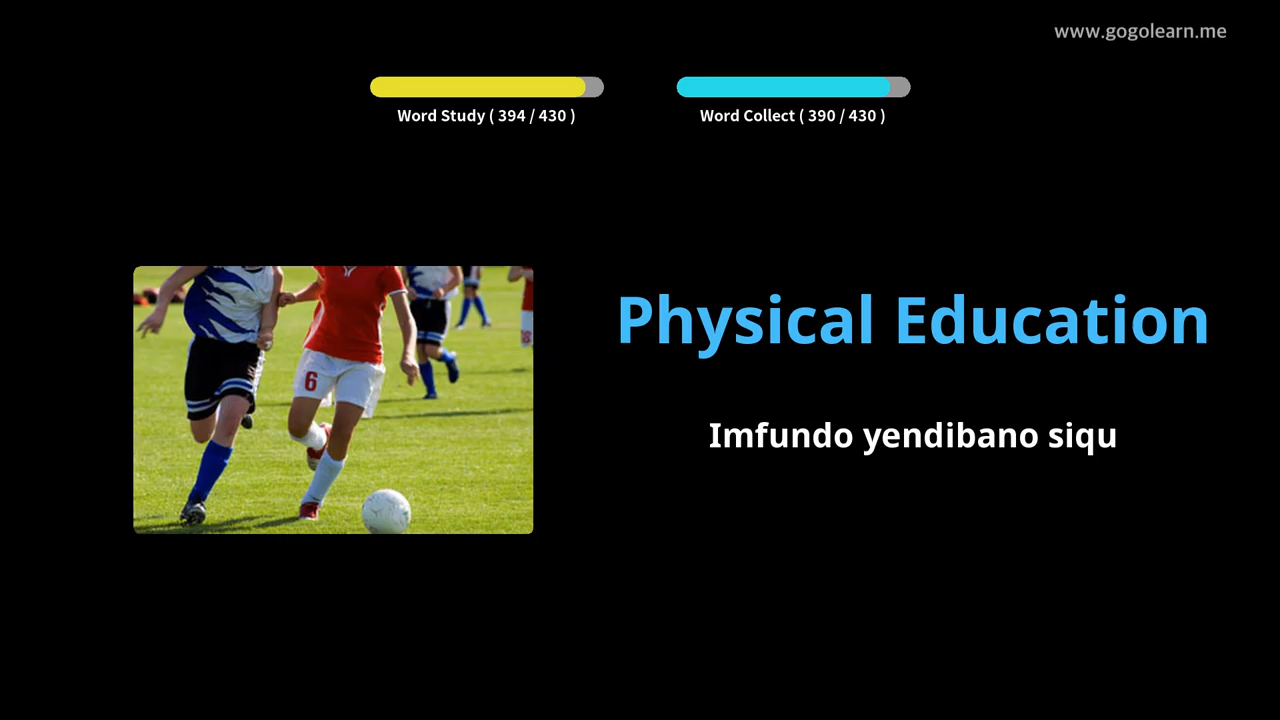 www.gogolearn.me
Word Study ( 394 / 430 )
Word Collect ( 390 / 430 )
Physical Education
Imfundo yendibano siqu
6